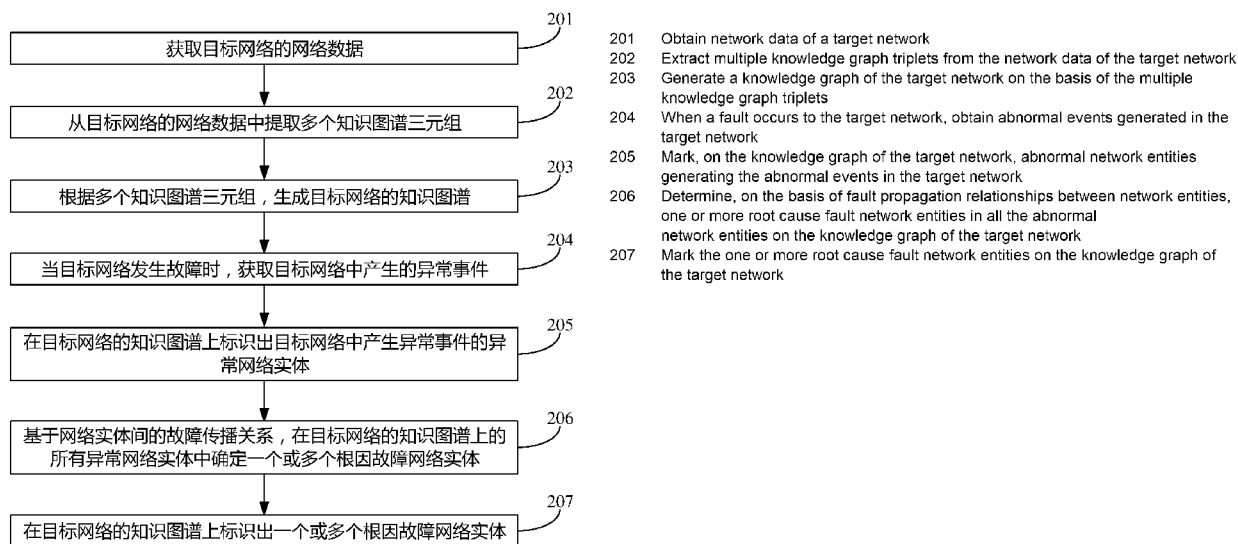 201
获取目标网络的网络数据
202
从目标网络的网络数据中提取多个知识图谱三元组
203
根据多个知识图谱三元组，生成目标网络的知识图谱
204
当目标网络发生故障时，获取目标网络中产生的异常事件
205
在目标网络的知识图谱上标识出目标网络中产生异常事件的异
常网络实体
206
基于网络实体间的故障传播关系，在目标网络的知识图谱上的
所有异常网络实体中确定一个或多个根因故障网络实体
207
在目标网络的知识图谱上标识出一个或多个根因故障网络实体
201 Obtain network data of a target network
202 Extract multiple knowledge graph triplets from the network data of the target network
203 Generate a knowledge graph of the target network on the basis of the multiple
knowledge graph triplets
204 When a fault occurs to the target network, obtain abnormal events generated in the
target network
205 Mark, on the knowledge graph of the target network, abnormal network entities
generating the abnormal events in the target network
206 Determine, on the basis of fault propagation relationships between network entities,
one or more root cause fault network entities in all the abnormal
network entities on the knowledge graph of the target network
207 Mark the one or more root cause fault network entities on the knowledge graph of
the target network